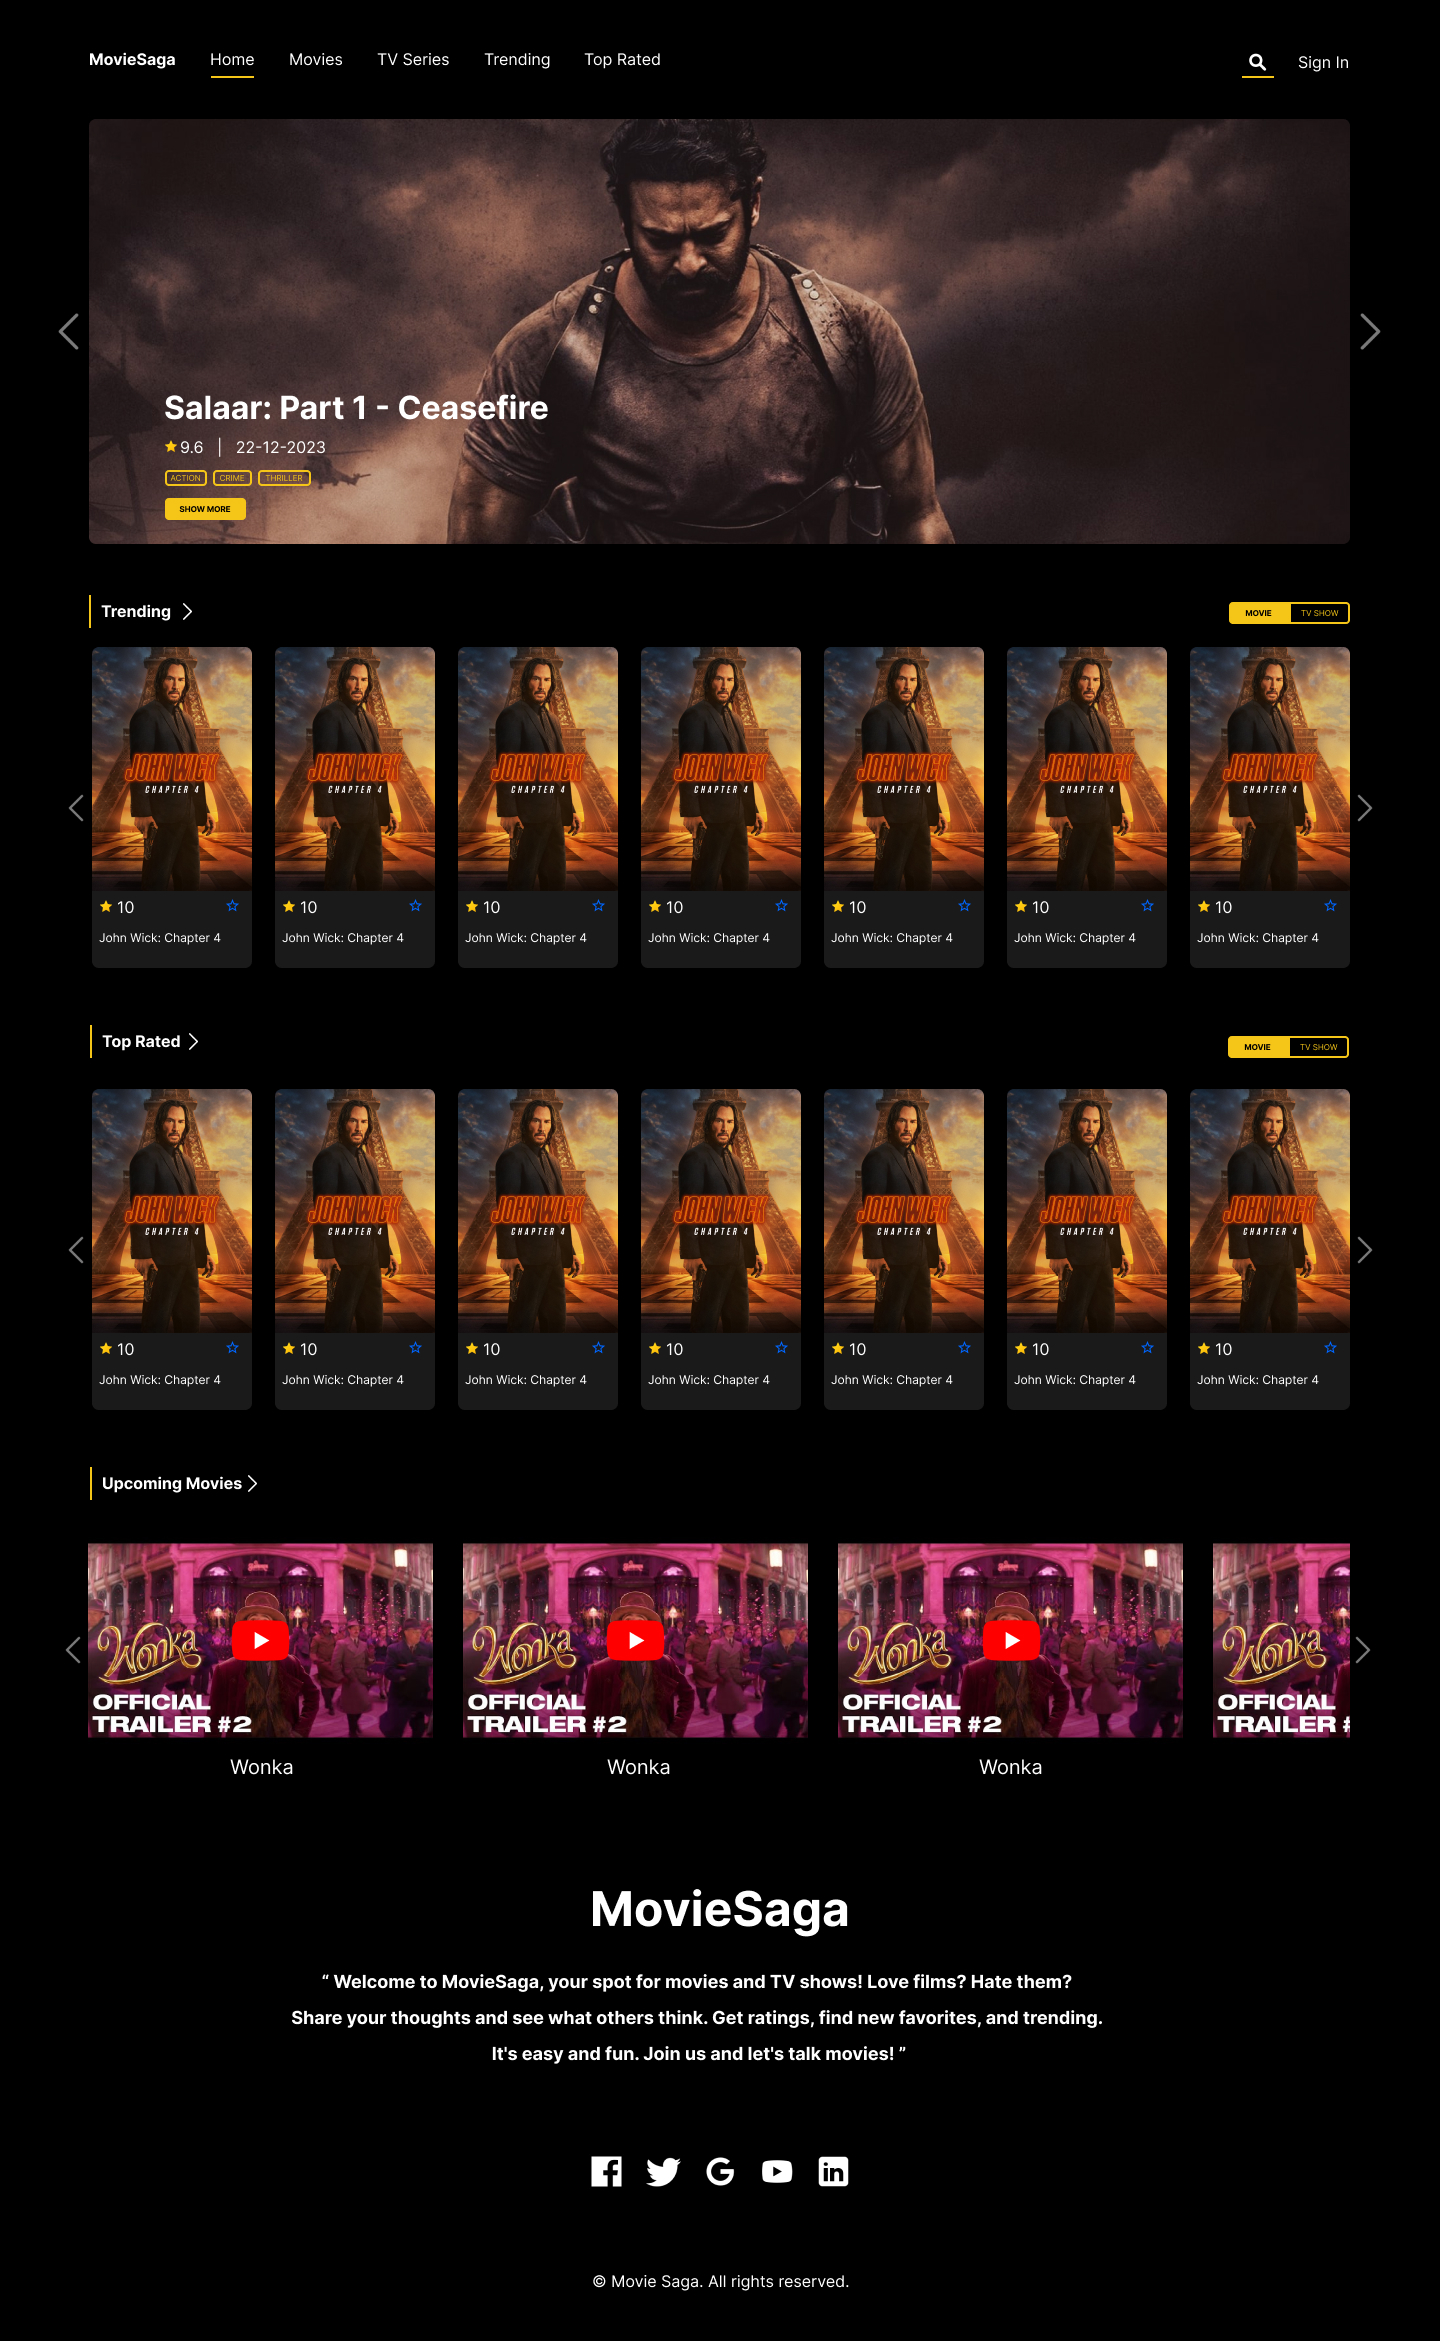 MovieSaga Home Movies TV Series Trending Top Rated Sign In
Salaar: Part 1 - Ceasefire
9.6 | 22-12-2023
ACTION CRIME THRILLER
SHOW MORE
Trending MOVIE TV SHOW
JOHN WICK JOHN WICK JOHN WICK JOHN WICK JOHN WICK JOHN WICK JOHN WICK
CHAPTER 4 CHAPTER 4 CHAPTER 4 CHAPTER 4 CHAPTER 4 CHAPTER 4 CHAPTER 4
10 10 10 10 10 10 10
John Wick: Chapter 4 John Wick: Chapter 4 John Wick: Chapter 4 John Wick: Chapter 4 John Wick: Chapter 4 John Wick: Chapter 4 John Wick: Chapter 4
Top Rated MOVIE TV SHOW
JOHN WICK JOHN WICK JOHN WICK JOHN WICK JOHN WICK JOHN WICK JOHN WICK
CHAPTER 4 CHAPTER 4 CHAPTER 4 CHAPTER 4 CHAPTER 4 CHAPTER 4 CHAPTER 4
10 10 10 10 10 10 10
John Wick: Chapter 4 John Wick: Chapter 4 John Wick: Chapter 4 John Wick: Chapter 4 John Wick: Chapter 4 John Wick: Chapter 4 John Wick: Chapter 4
Upcoming Movies
Wonka Wonka Wonka Wonka
OFFICIAL OFFICIAL OFFICIAL OFFICIAL
TRAILER #2 TRAILER #2 TRAILER #2 TRAILER #
Wonka Wonka Wonka
MovieSaga
“ Welcome to MovieSaga, your spot for movies and TV shows! Love films? Hate them?
Share your thoughts and see what others think. Get ratings, find new favorites, and trending.
It's easy and fun. Join us and let's talk movies! ”
© Movie Saga. All rights reserved.